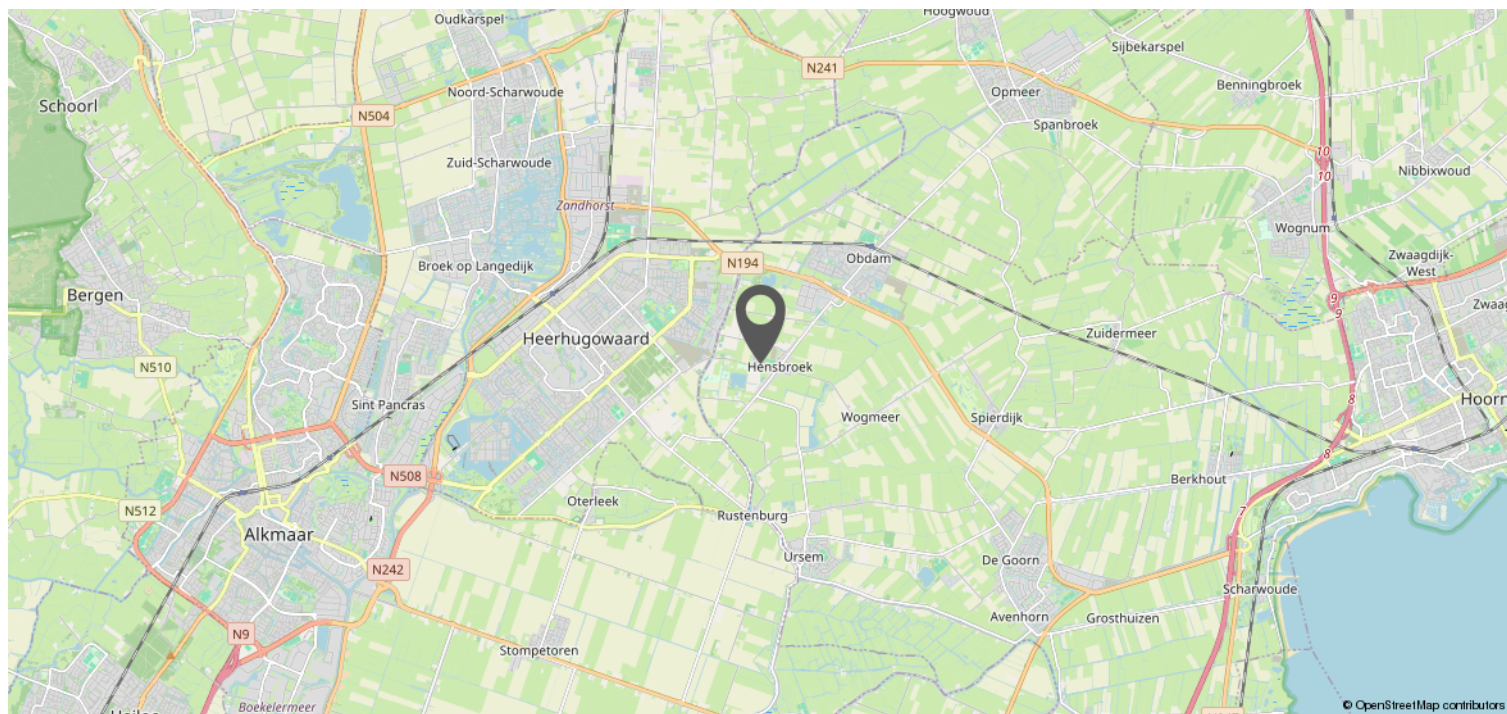 Oudkarspel
Hoogwoud
Sijbekarspel
N241
Benningbroek
Noord-Scharwoude
Opmeer
Schoorl
N504
Spanbroek
10
10
Zuid-Scharwoude
Nibbixwoud
Zandhorst
Wognum
Broek op Langedijk
N194
Obdam
Zwaagdijk-
West
Bergen
9
9
Zwaag
Heerhugowaard
Zuidermeer
N510
Hensbroek
Sint Pancras
Wogmeer
Spierdijk
8
Hoorn
8
N508
Berkhout
N512
Oterleek
Rustenburg
7
Alkmaar
Ursem
De Goorn
N242
Scharwoude
Avenhorn
Grosthuizen
N9
Stompetoren
Boekelermeer
© OpenStreetMap contributors